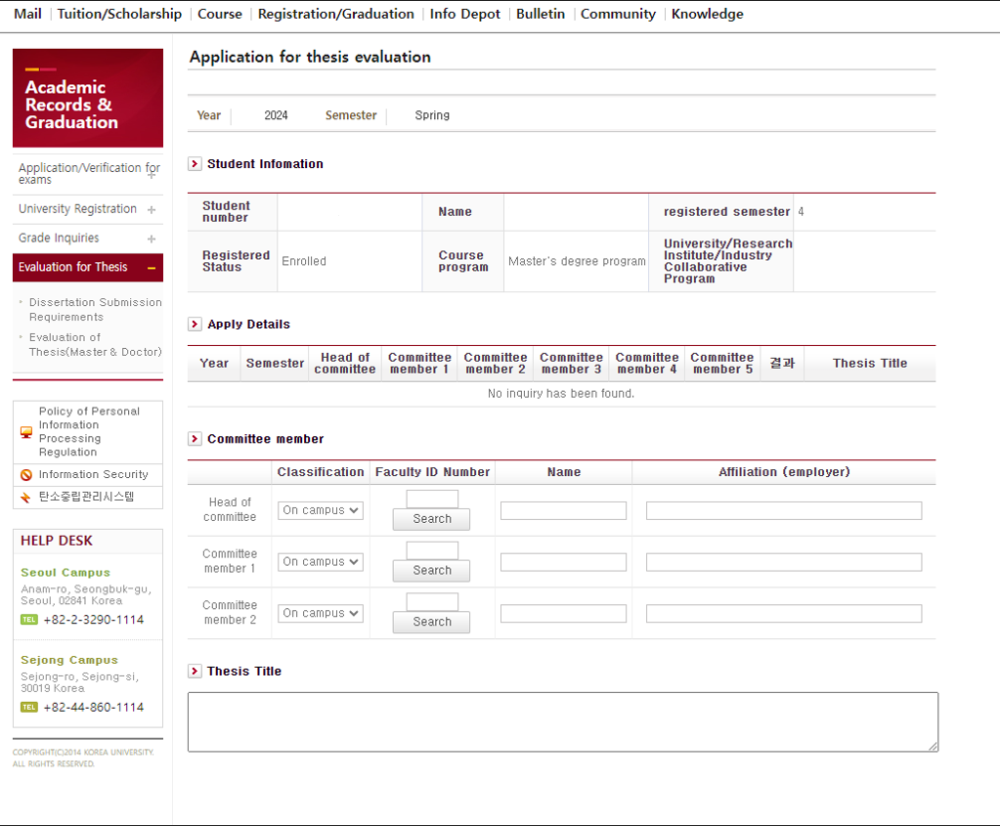 Mail Tuition/Scholarship Course Registration/Graduation Info Depot Bulletin Community Knowledge
Academic
Records &
Graduation
Application/Verification for
exams
University Registration
Grade Inquiries
Evaluation for Thesis
Dissertation Submission
Requirements
Evaluation of
Thesis(Master & Doctor)
Policy of Personal
Information
Processing
Regulation
Information Security
탄소중립관리시스템
HELP DESK
Seoul Campus
Anam-ro, Seongbuk-gu,
Seoul, 02841 Korea
TEL +82-2-3290-1114
Sejong Campus
Sejong-ro, Sejong-si,
30019 Korea
TEL +82-44-860-1114
COPYRIGHT(C)2014 KOREA UNIVERSITY.
ALL RIGHTS RESERVED.
Application for thesis evaluation
Year 2024 Semester Spring
Student Infomation
Student
number
Name
registered semester 4
Registered
Status
Enrolled
Course
program
Master's degree program
University/Research
Institute/Industry
Collaborative
Program
Apply Details
Year
Semester
Head of
committee
Committee
member 1
Committee
member 2
Committee
member 3
Committee
member 4
Committee
member 5
결과
Thesis Title
No inquiry has been found.
Committee member
Classification Faculty ID Number Name Affiliation (employer)
Head of
committee
On campus
Search
Committee
member 1
On campus
Search
Committee
member 2
On campus
Search
Thesis Title